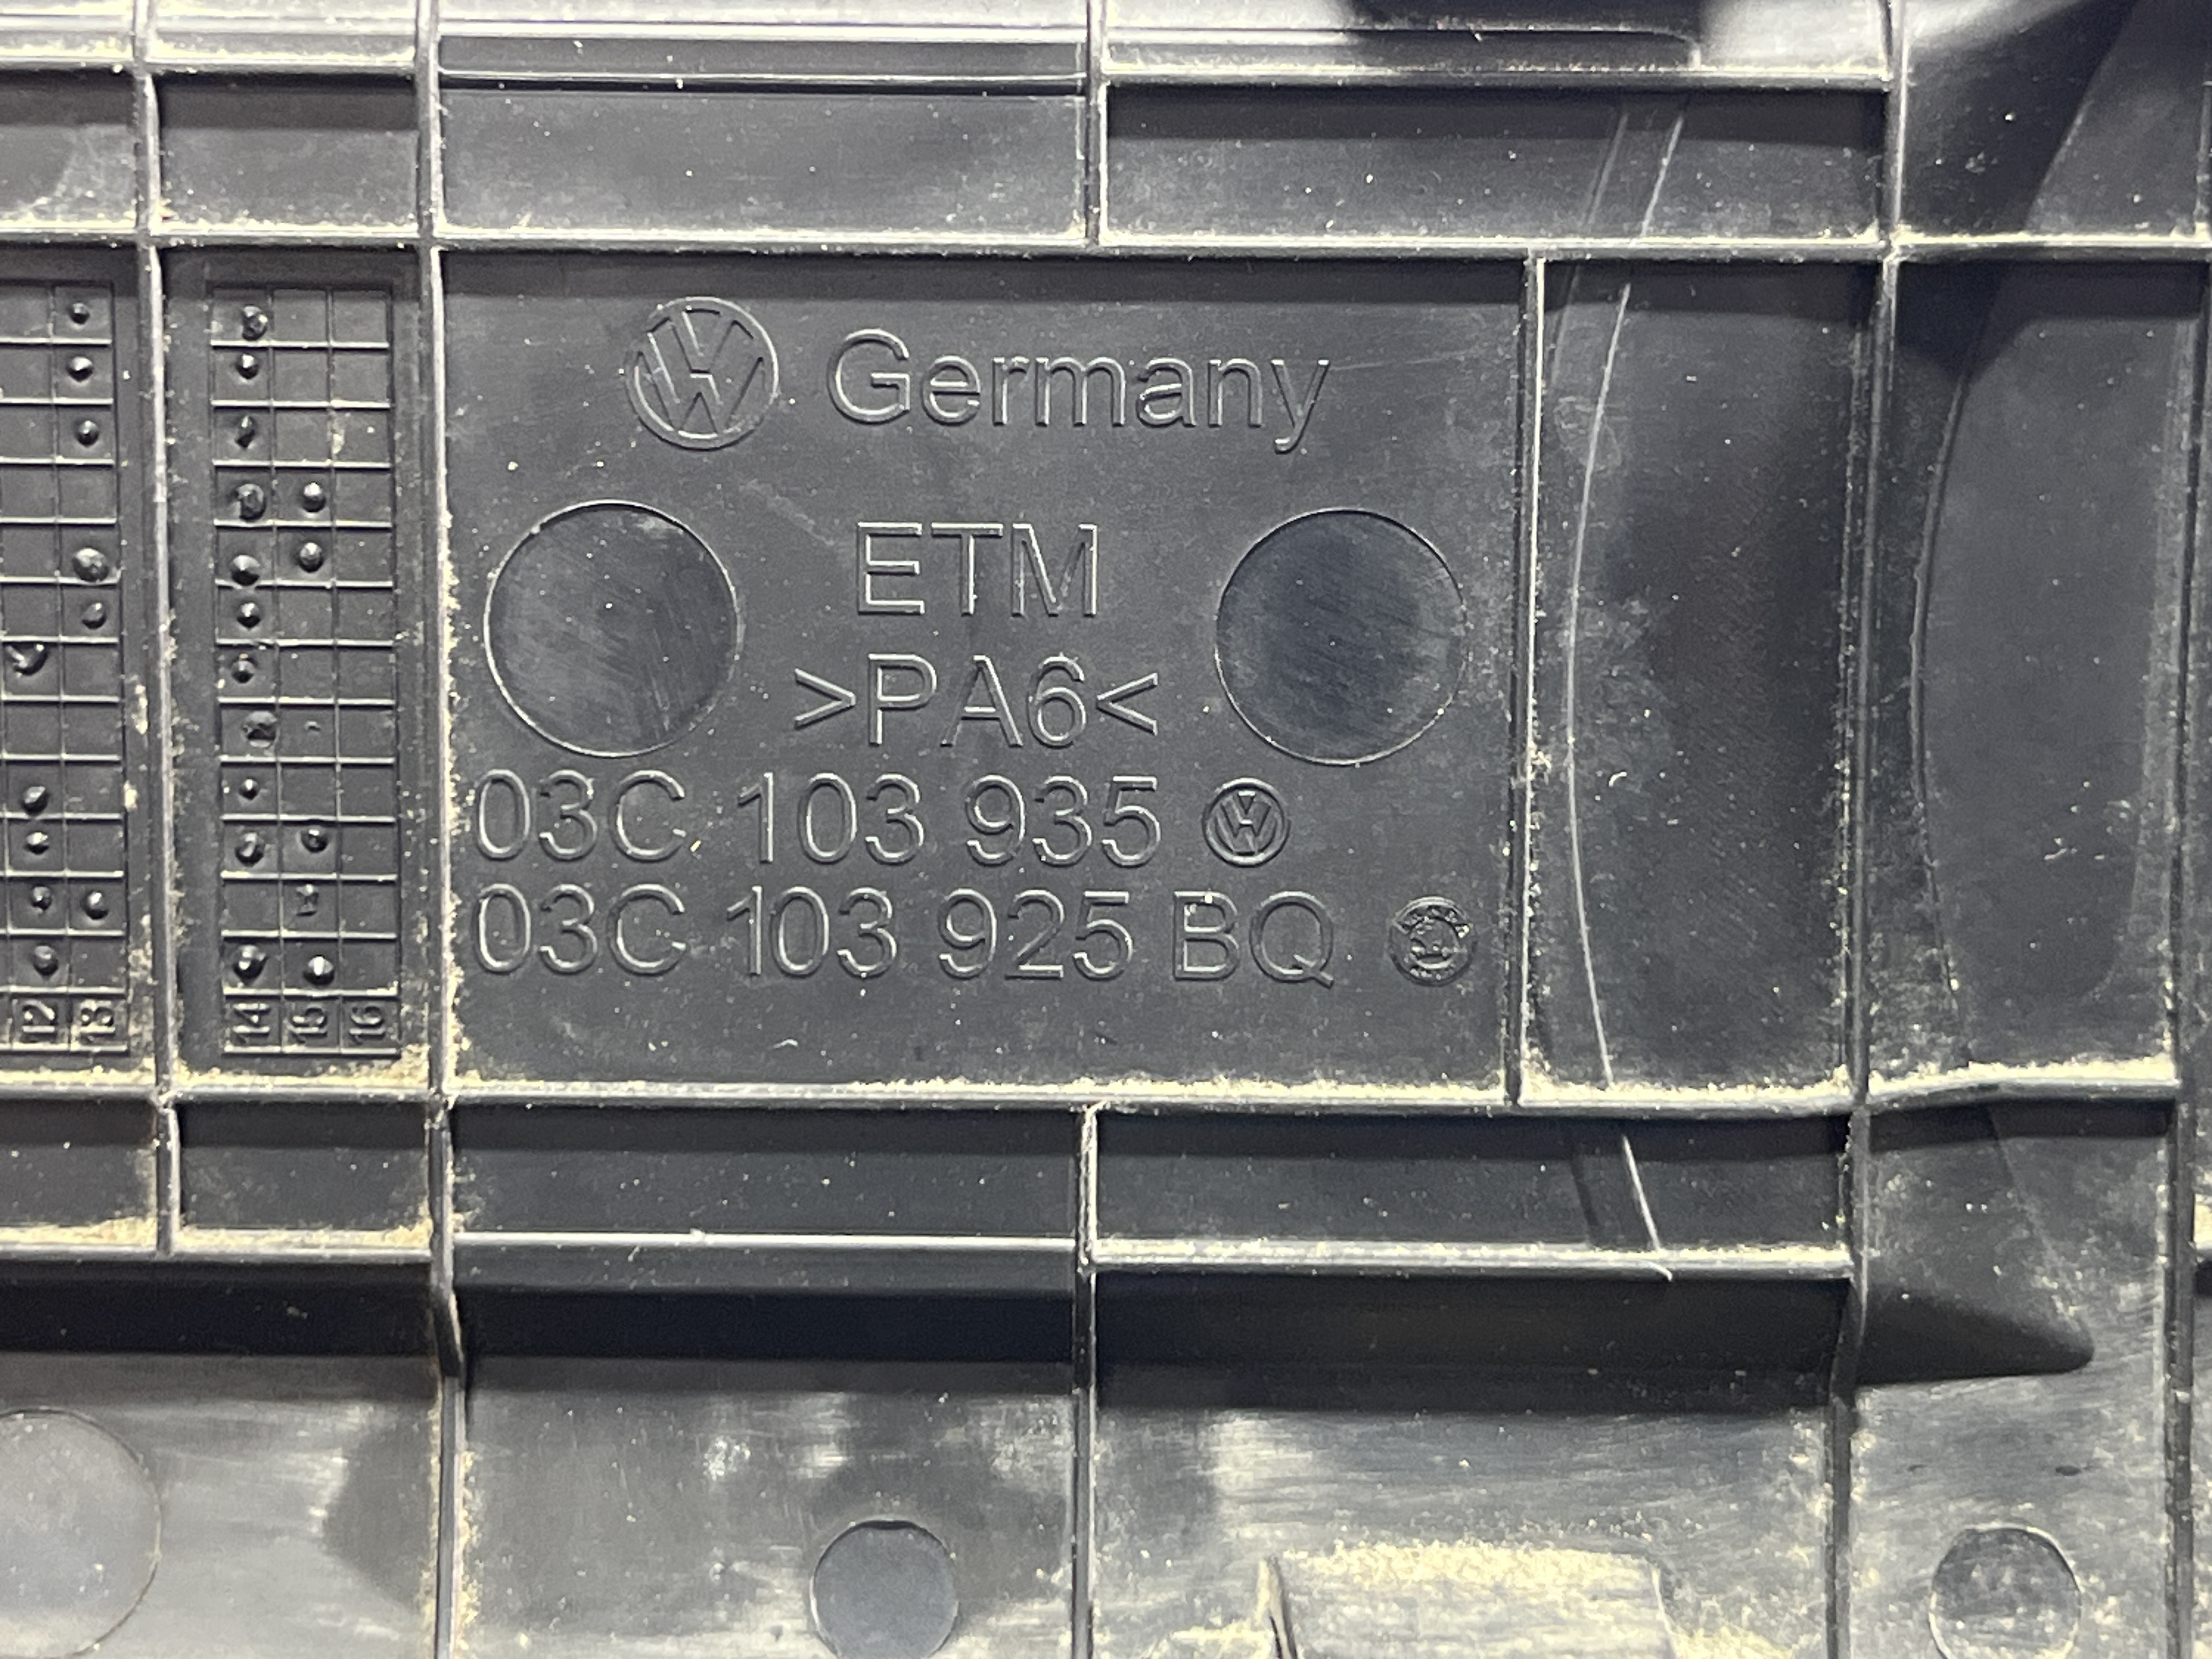 Germany
ETM
>PA6<
03C 103 935
03C 103 925 BQ
12 13
14 15 16